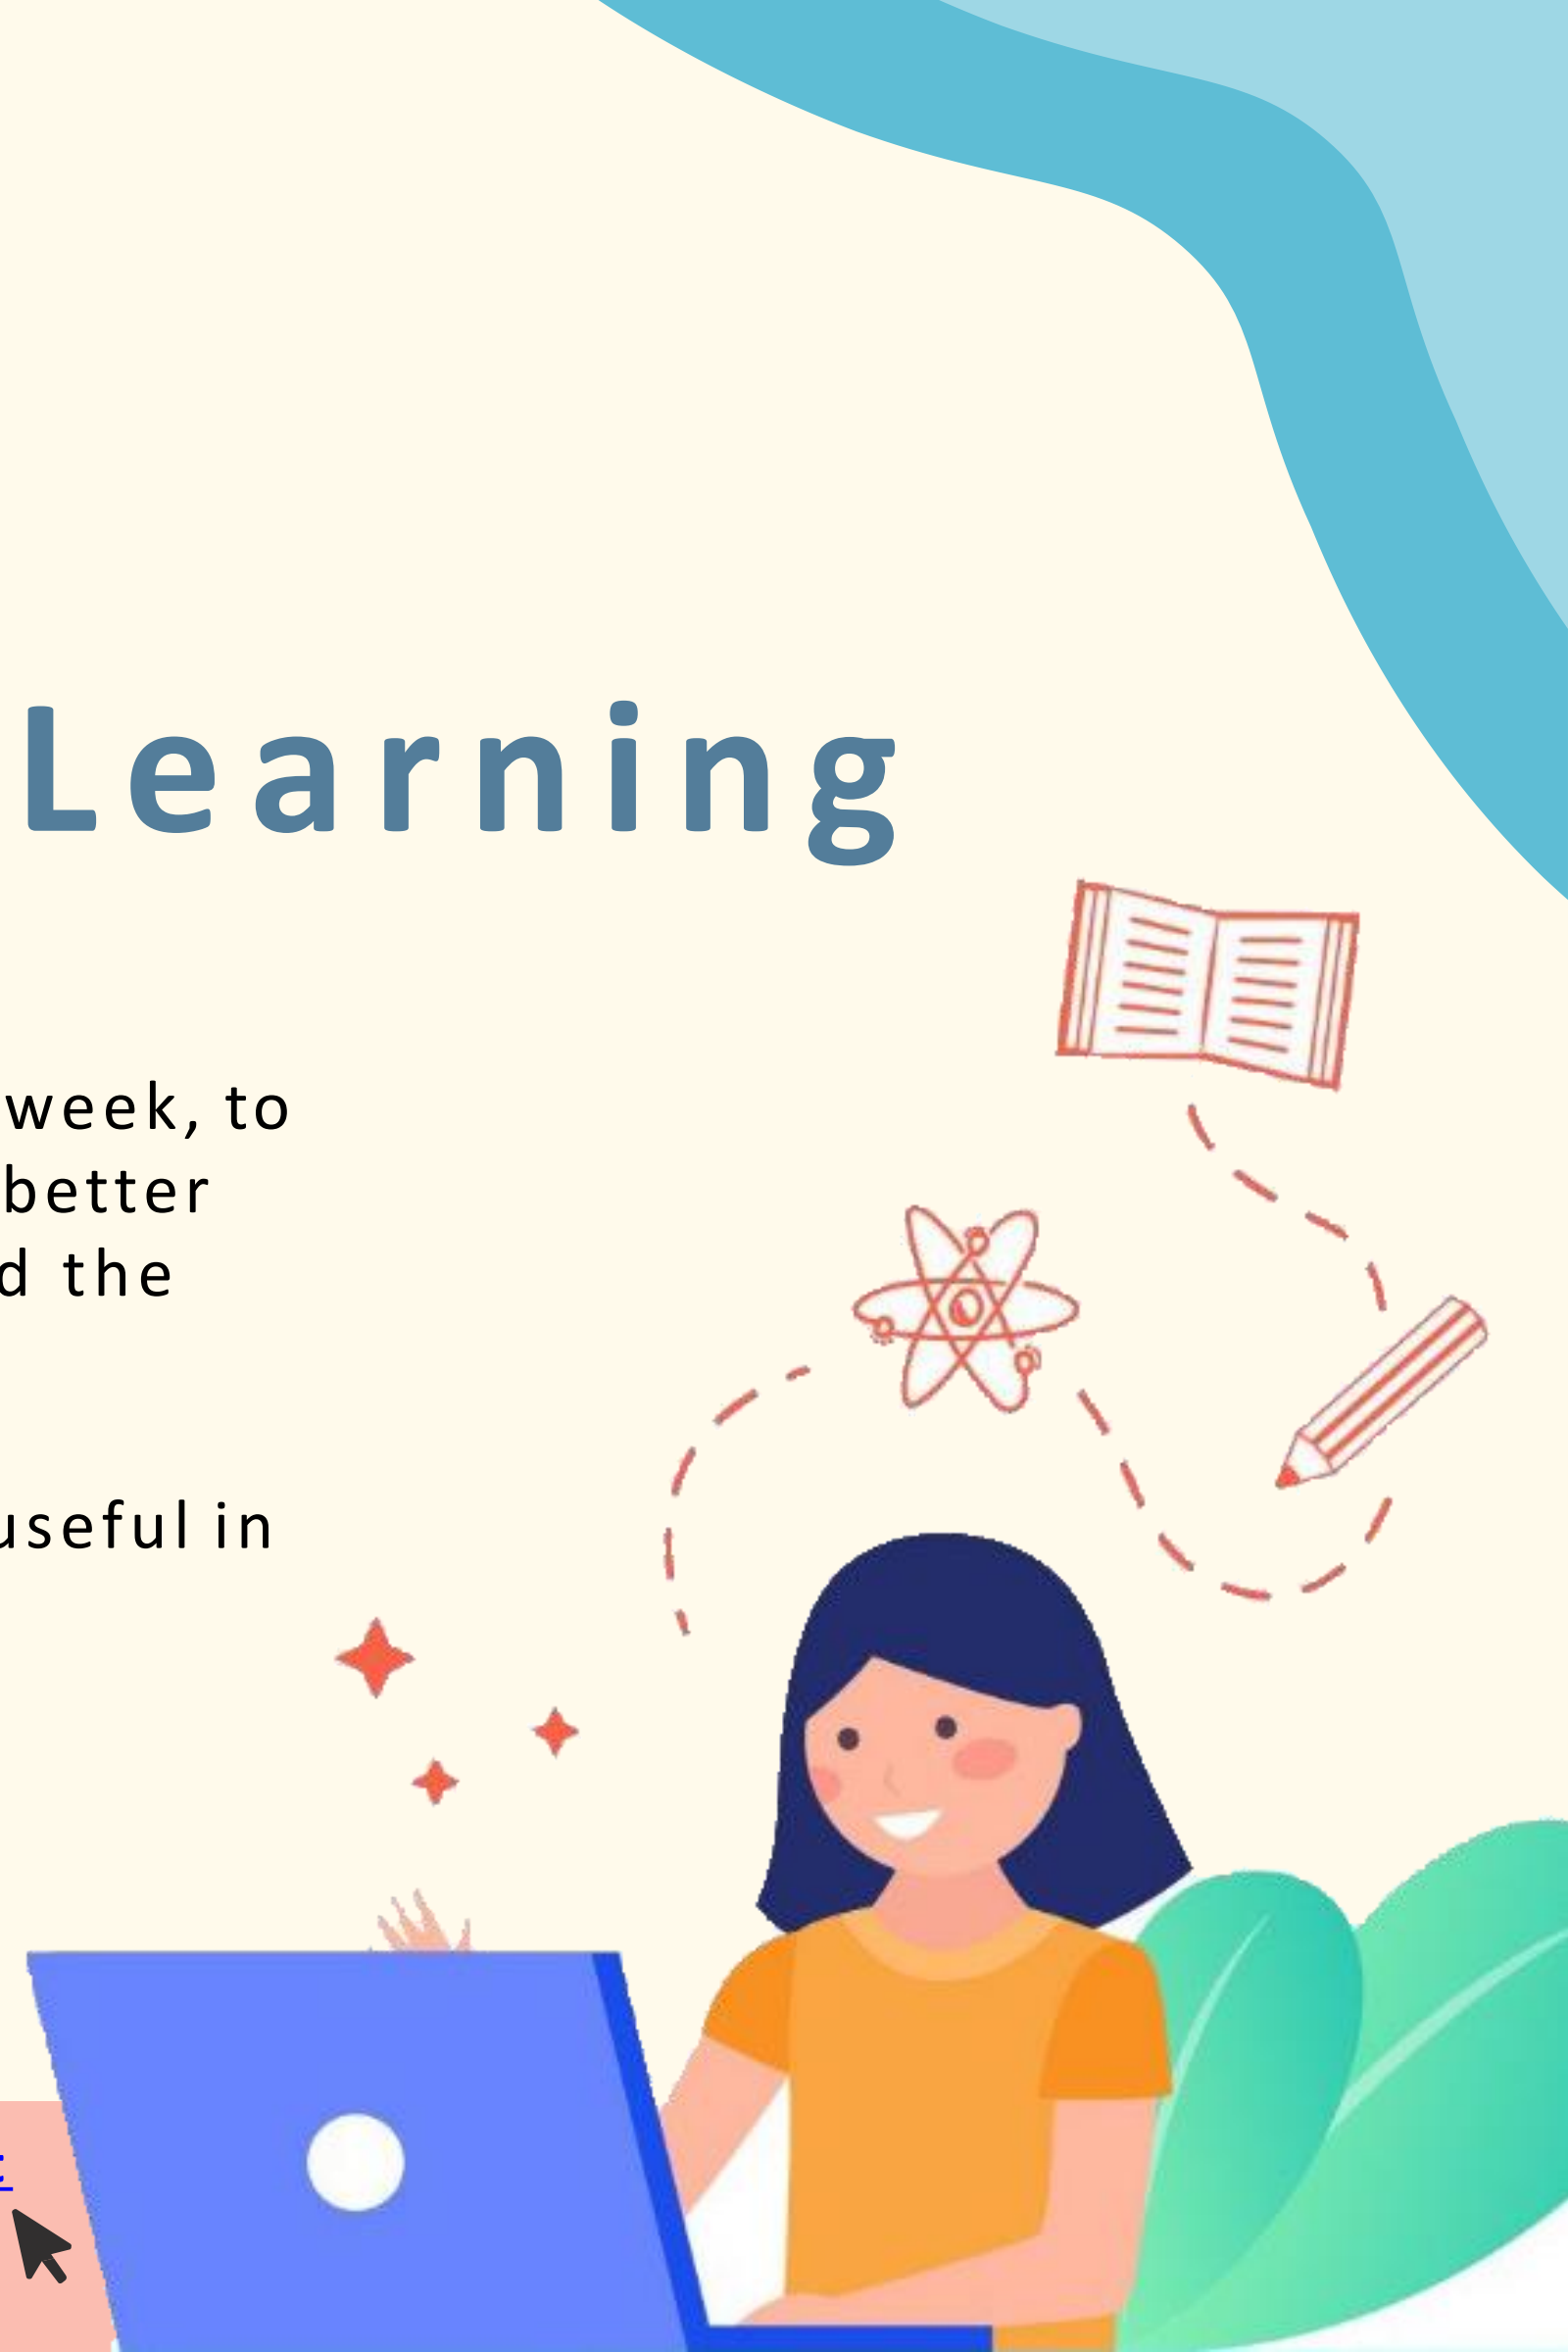 Learning
week, to
better
the
useful in